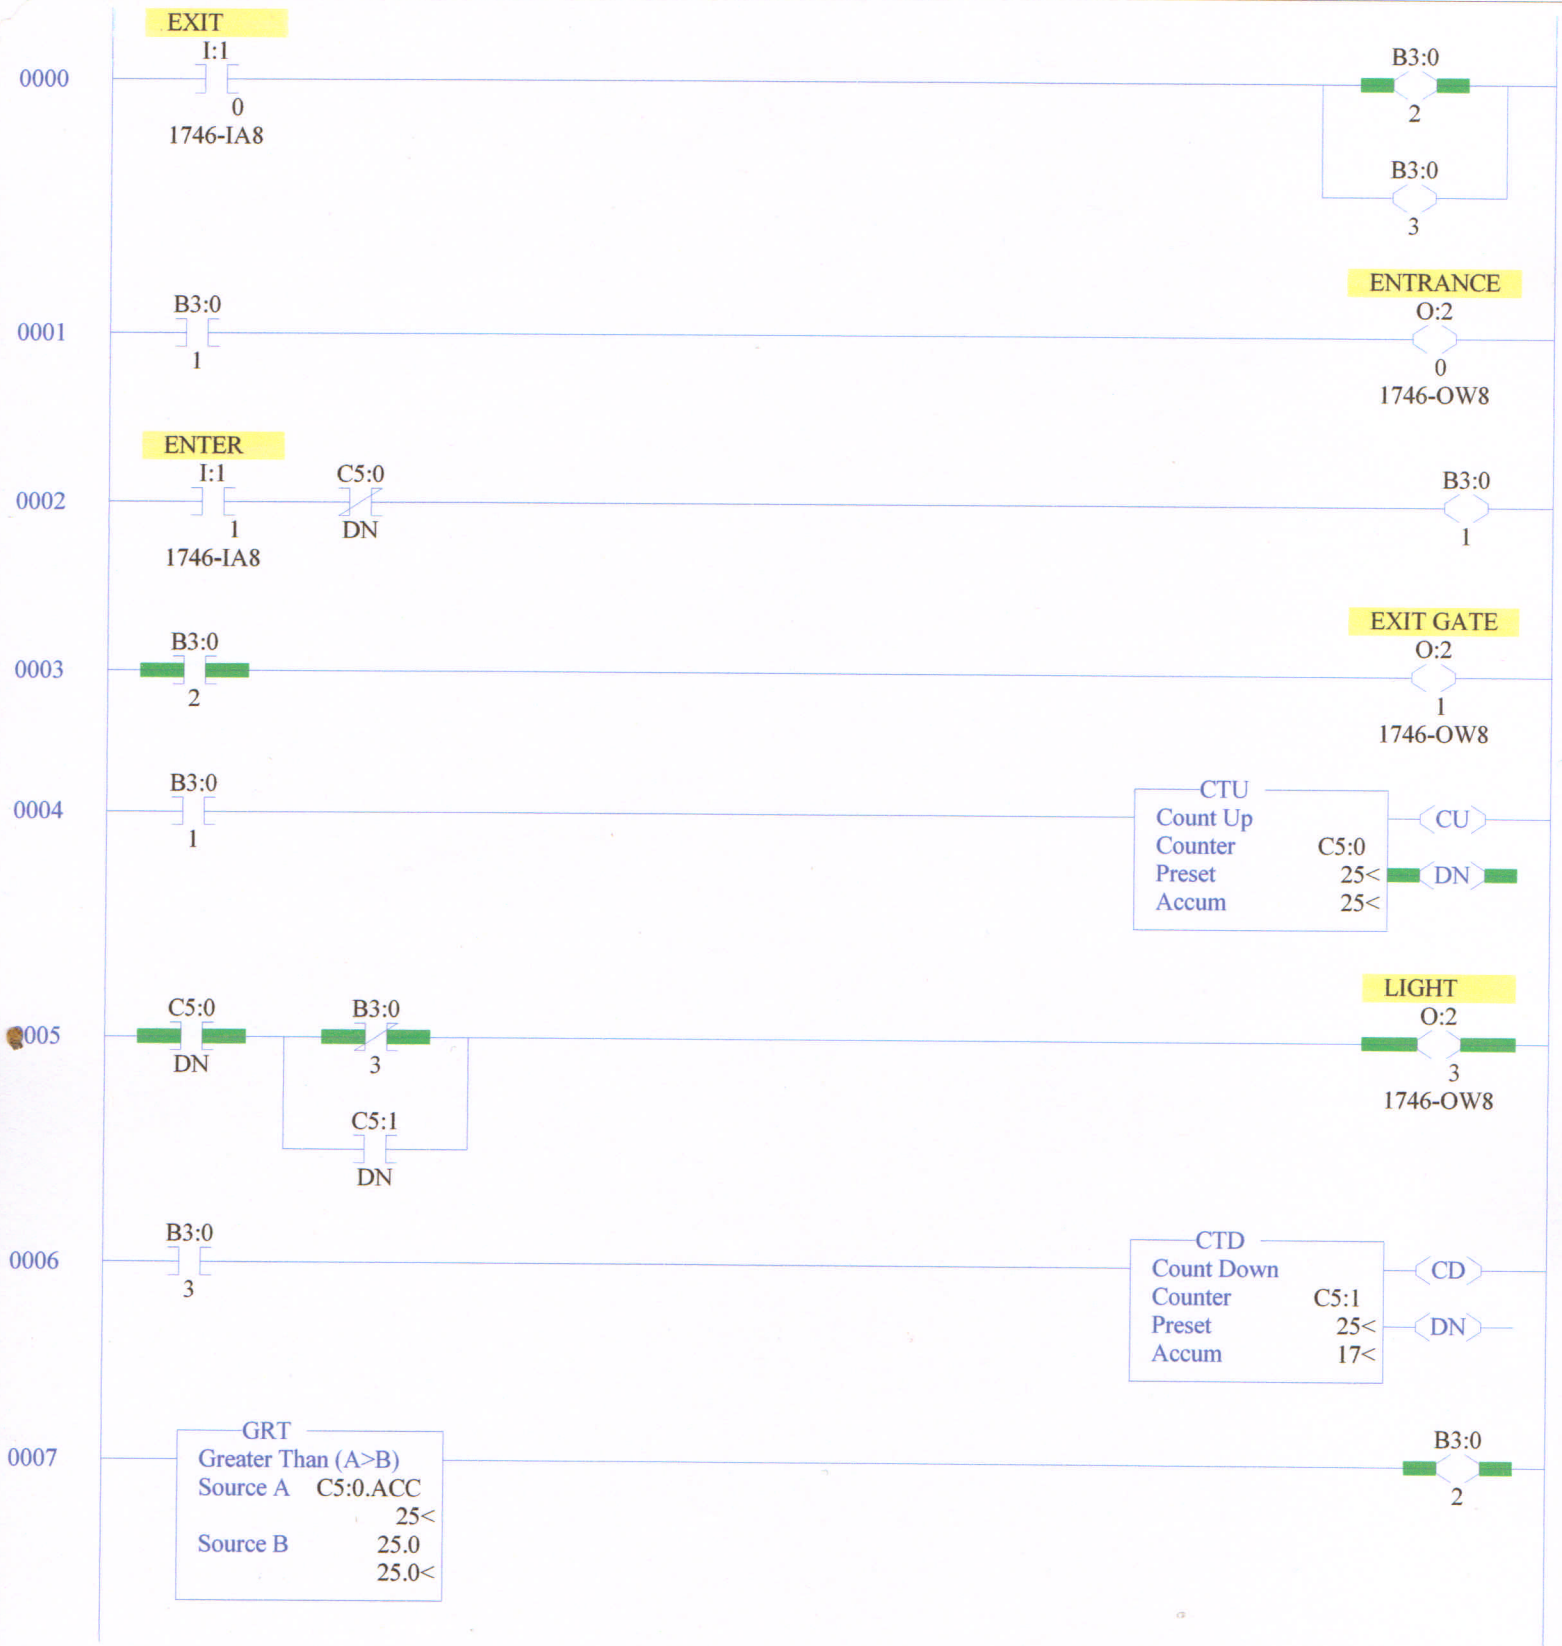 EXIT
I:1
0000
0
1746-IA8
B3:0
2
B3:0
3
0001
B3:0
1
ENTRANCE
O:2
0
1746-OW8
0002
ENTER
I:1
1
1746-IA8
C5:0
DN
B3:0
1
0003
B3:0
2
EXIT GATE
O:2
1
1746-OW8
0004
B3:0
1
CTU
Count Up
Counter C5:0
Preset 25<
Accum 25<
CU
DN
005
C5:0
DN
B3:0
3
C5:1
DN
LIGHT
O:2
3
1746-OW8
0006
B3:0
3
CTD
Count Down
Counter C5:1
Preset 25<
Accum 17<
CD
DN
0007
GRT
Greater Than (A>B)
Source A C5:0.ACC
25<
Source B 25.0
25.0<
B3:0
2